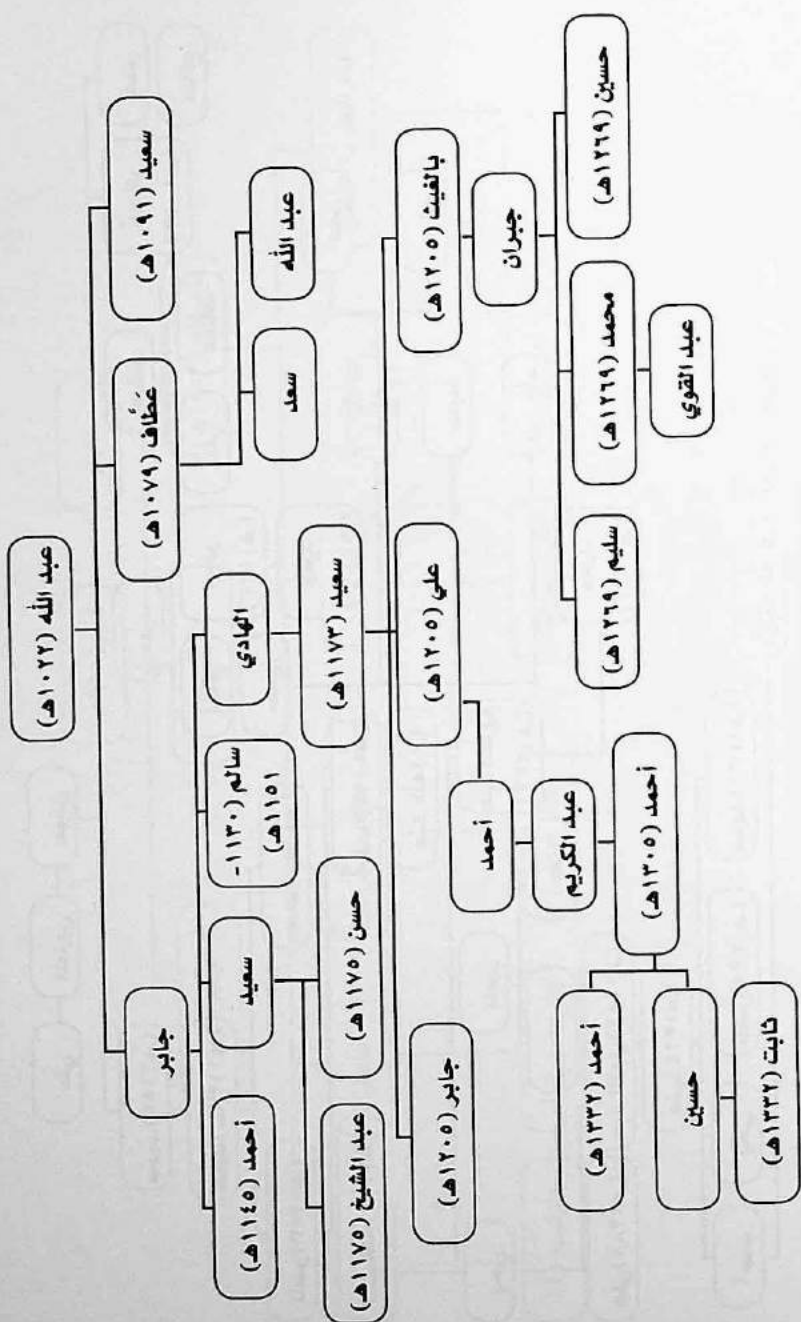 عبد الله (١٠٢٢هـ)
سعيد (١٠٩١هـ)
عَطَّاف (١٠٧٩هـ)
جابر
عبد الله
سعد
الهادي
سالم (١١٣٠-
١١٥١هـ)
سعيد
أحمد (١١٤٥هـ)
سعيد (١١٧٣هـ)
حسن (١١٧٥هـ)
عبد الشيخ (١١٧٥هـ)
بالغيث (١٢٠٥هـ)
علي (١٢٠٥هـ)
جابر (١٢٠٥هـ)
جبران
أحمد
حسين (١٢٦٩هـ)
محمد (١٢٦٩هـ)
سليم (١٢٦٩هـ)
عبد الكريم
عبد القوي
أحمد (١٣٠٥هـ)
أحمد (١٣٣٢هـ)
حسين
ثابت (١٣٣٢هـ)